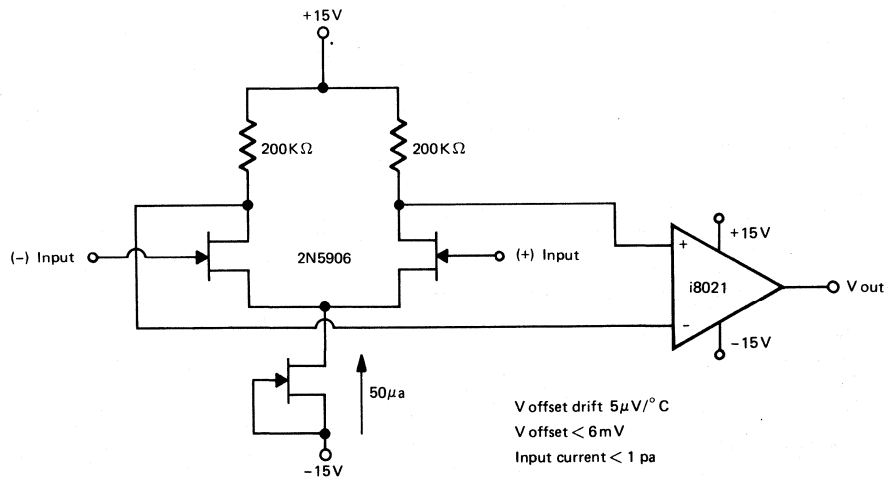 +15V
200KΩ
200KΩ
(−) Input
2N5906
(+) Input
+
+15V
i8021
V out
-
−15V
50μa
−15V
V offset drift 5μV/°C
V offset < 6mV
Input current < 1 pa